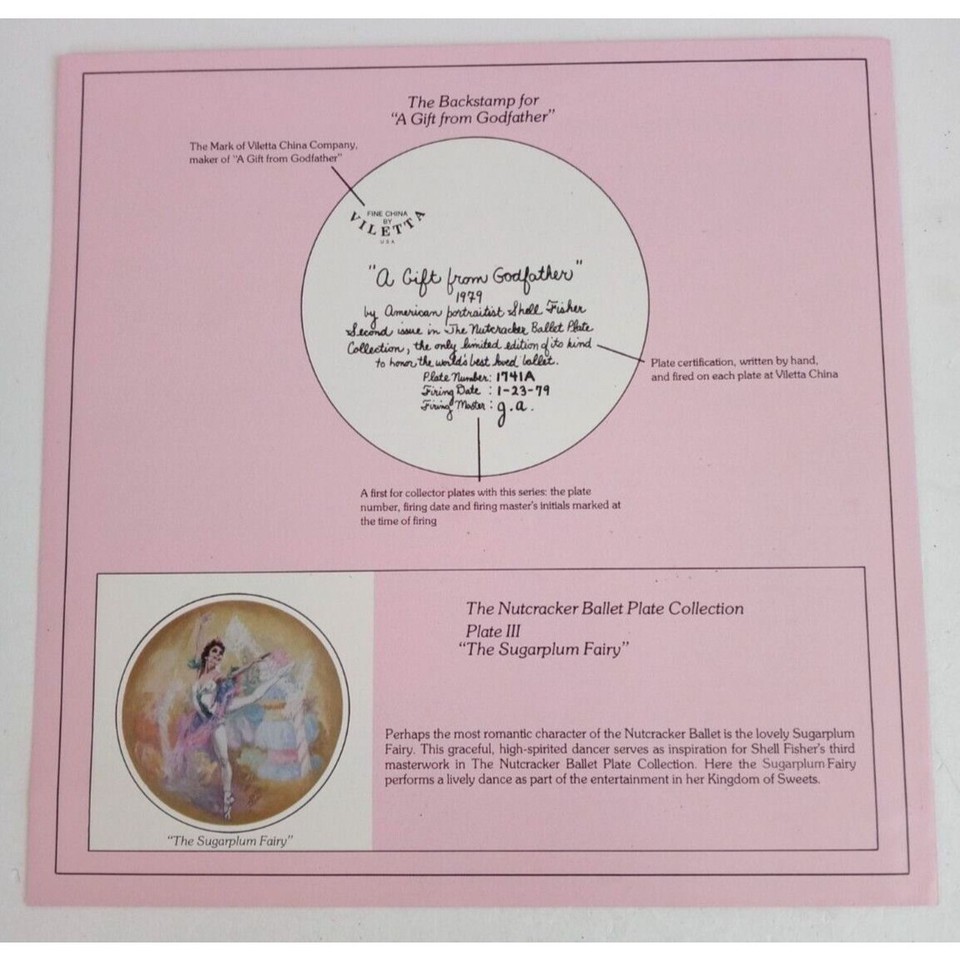 The Backstamp for
"A Gift from Godfather"
The Mark of Viletta China Company,
maker of "A Gift from Godfather"
FINE CHINA
BY
VILETTA
U.S.A.
"A Gift from Godfather"
1979
by American portraitist Shell Fisher
Second issue in The Nutcracker Ballet Plate
Collection, the only limited edition of its kind
to honor the world's best loved ballet.
Plate Number: 1741A
Firing Date : 1-23-79
Firing Master : g.a.
Plate certification, written by hand,
and fired on each plate at Viletta China
A first for collector plates with this series: the plate
number, firing date and firing master's initials marked at
the time of firing
The Nutcracker Ballet Plate Collection
Plate III
"The Sugarplum Fairy"
Perhaps the most romantic character of the Nutcracker Ballet is the lovely Sugarplum
Fairy. This graceful, high-spirited dancer serves as inspiration for Shell Fisher's third
masterwork in The Nutcracker Ballet Plate Collection. Here the Sugarplum Fairy
performs a lively dance as part of the entertainment in her Kingdom of Sweets.
"The Sugarplum Fairy"